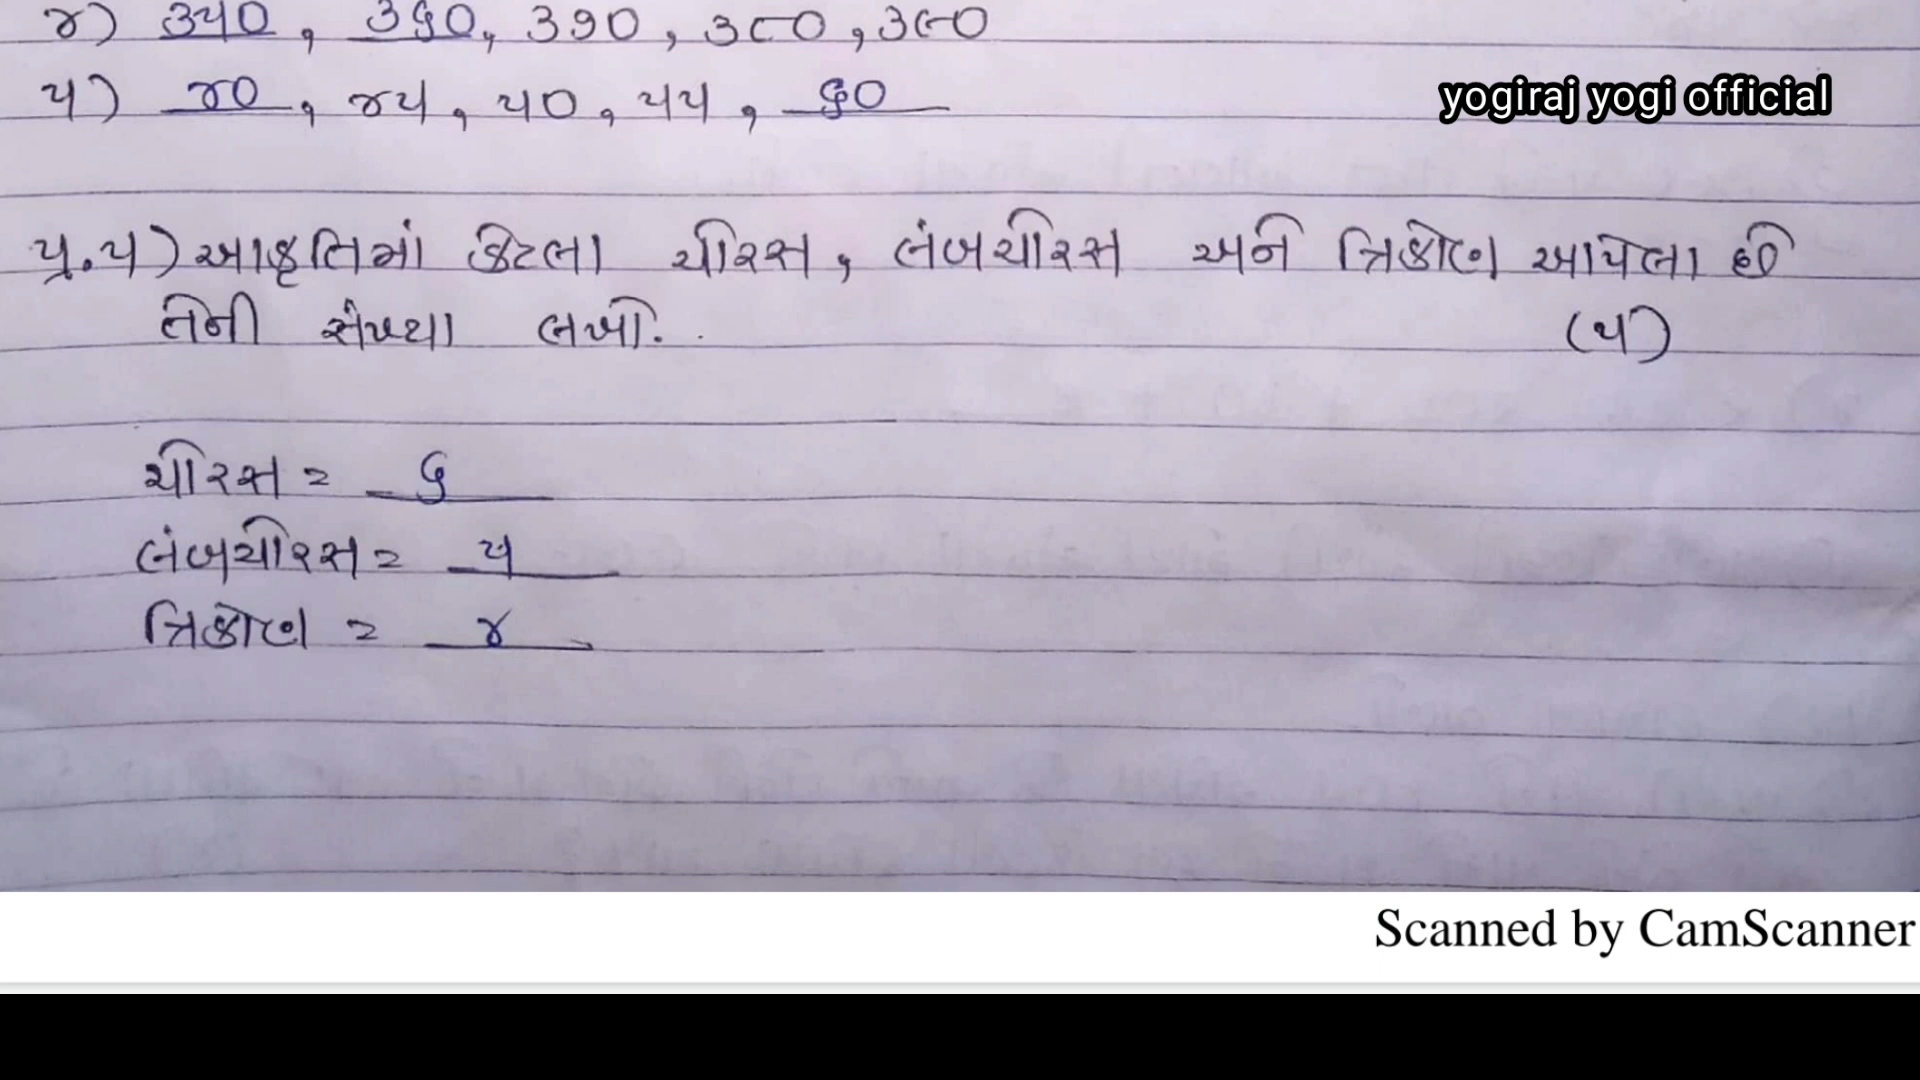 ૪) ૩૫૦, ૩૬૦, ૩૭૦, ૩૮૦, ૩૯૦
૫) ૪૦, ૪૫, ૫૦, ૫૫, ૬૦
yogiraj yogi official
પ્ર.૫) આકૃતિમાં કેટલા ચોરસ, લંબચોરસ અને ત્રિકોણ આપેલા છે
તેની સંખ્યા લખો. (૫)
ચોરસ = ૬
લંબચોરસ = ૫
ત્રિકોણ = ૪
Scanned by CamScanner